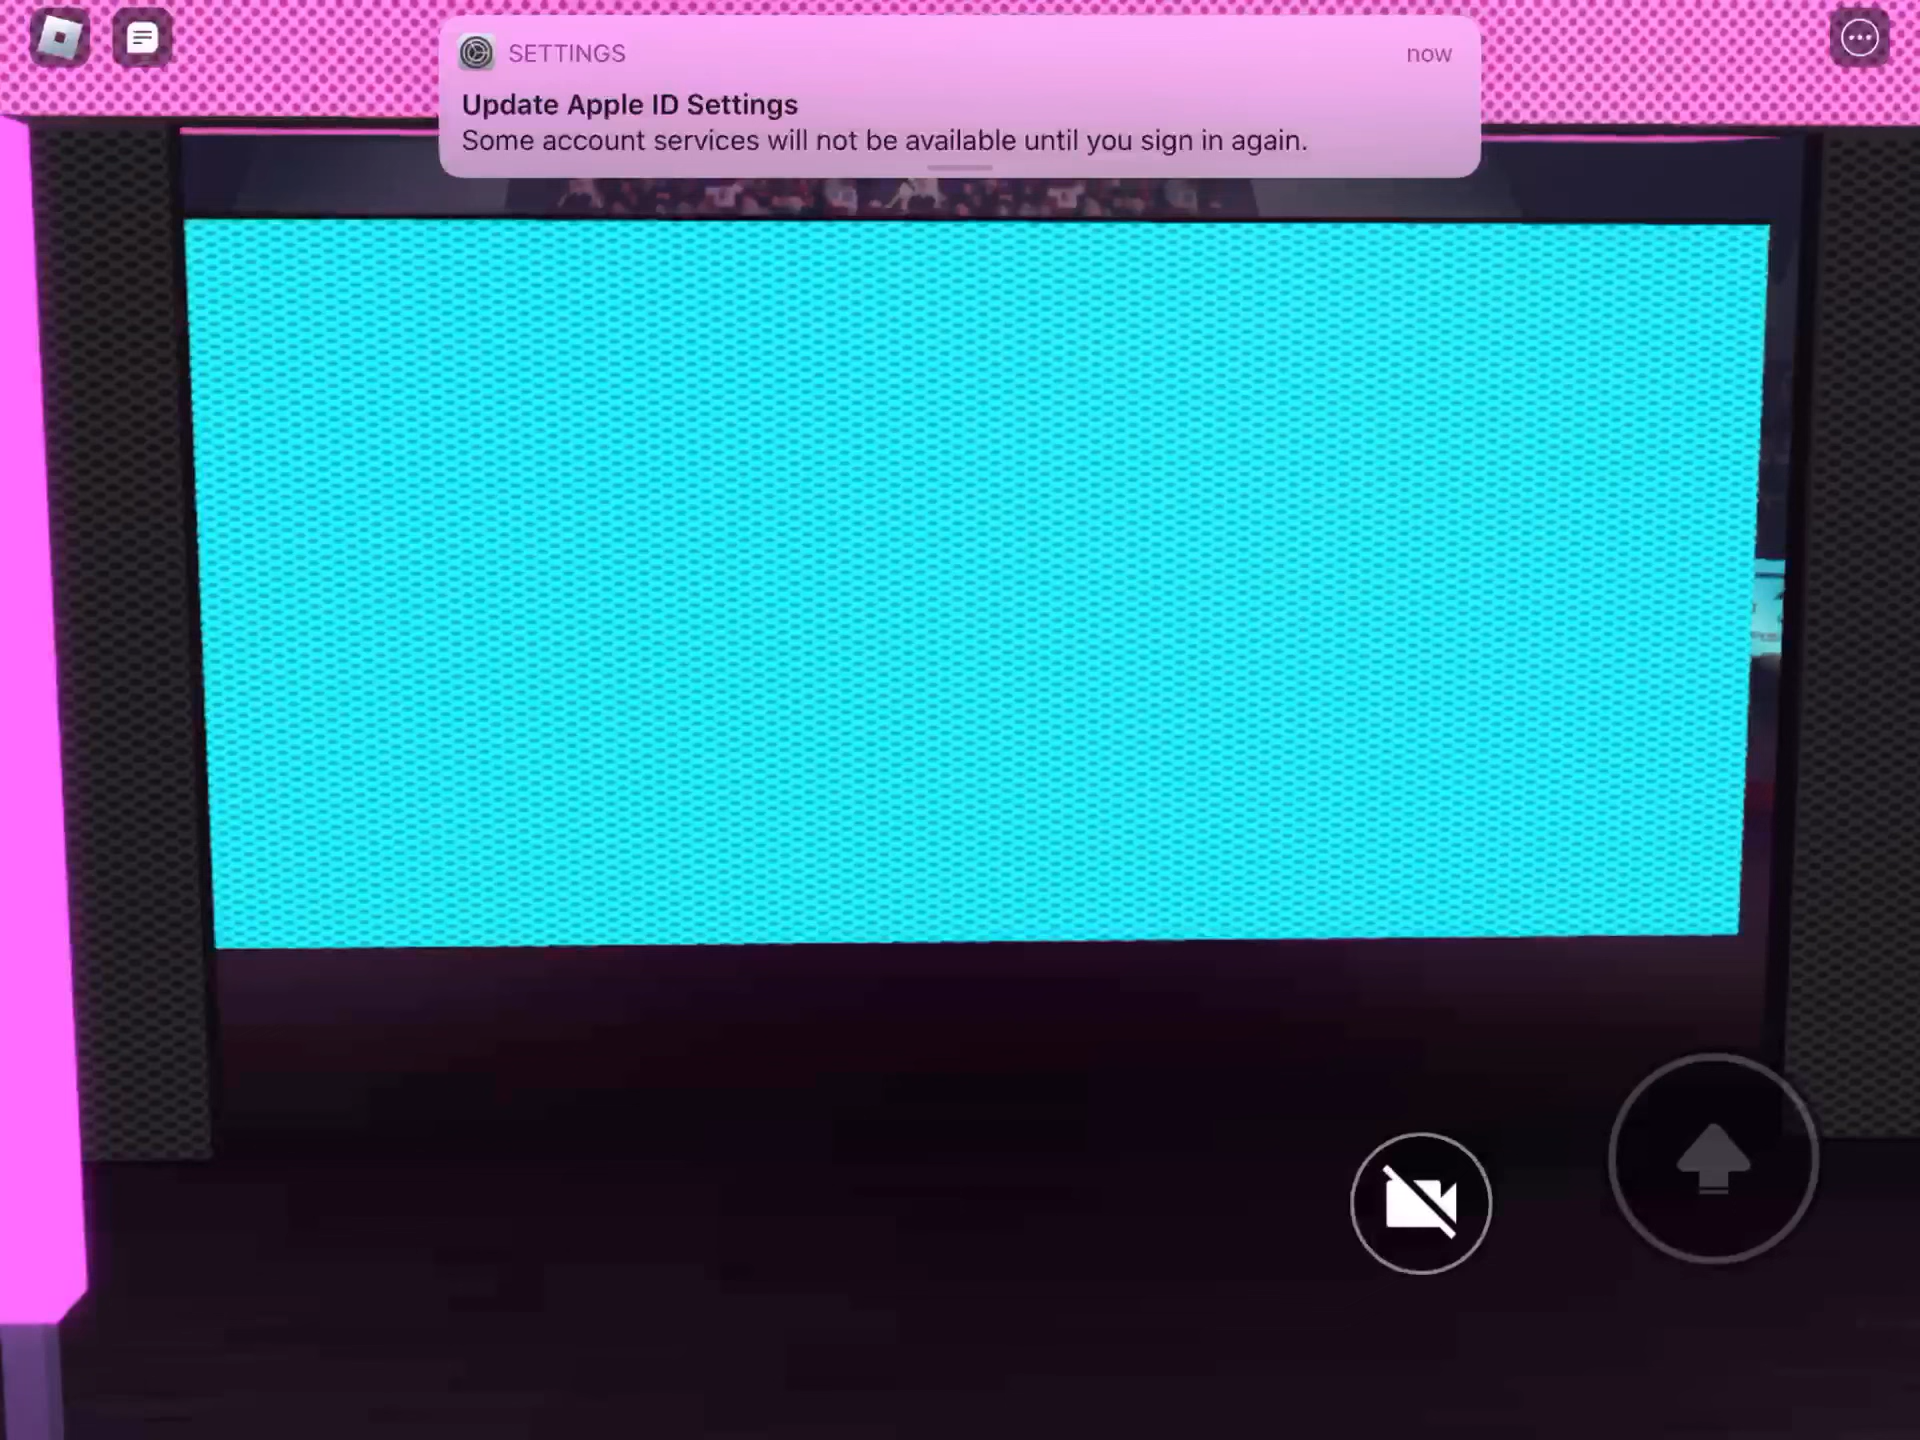 SETTINGS
now
Update Apple ID Settings
Some account services will not be available until you sign in again.